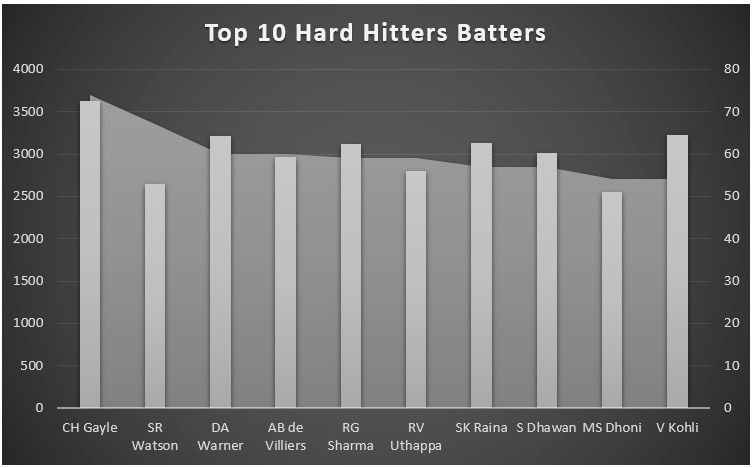 Top 10 Hard Hitters Batters
4000
3500
3000
2500
2000
1500
1000
500
0
80
70
60
50
40
30
20
10
0
CH Gayle
SR
Watson
DA
Warner
AB de
Villiers
RG
Sharma
RV
Uthappa
SK Raina
S Dhawan
MS Dhoni
V Kohli